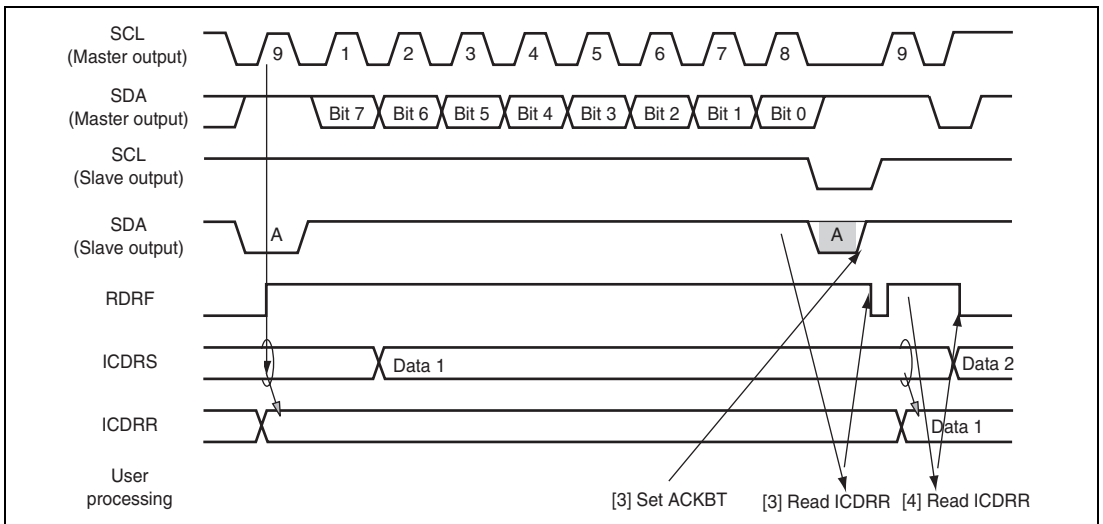 SCL
(Master output)
9 1 2 3 4 5 6 7 8 9
SDA
(Master output)
Bit 7 Bit 6 Bit 5 Bit 4 Bit 3 Bit 2 Bit 1 Bit 0
SCL
(Slave output)
SDA
(Slave output)
A A
RDRF
ICDRS
Data 1 Data 2
ICDRR
Data 1
User
processing
[3] Set ACKBT [3] Read ICDRR [4] Read ICDRR